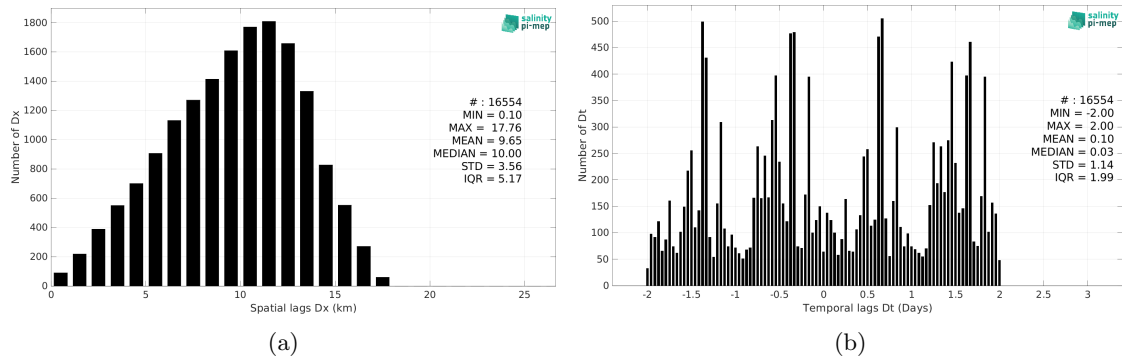 salinity
pi-mep
1800
1600
1400
1200
1000
800
600
400
200
0
Number of Dx
# : 16554
MIN = 0.10
MAX = 17.76
MEAN = 9.65
MEDIAN = 10.00
STD = 3.56
IQR = 5.17
0 5 10 15 20 25
Spatial lags Dx (km)
(a)
salinity
pi-mep
500
450
400
350
300
250
200
150
100
50
0
Number of Dt
# : 16554
MIN = -2.00
MAX = 2.00
MEAN = 0.10
MEDIAN = 0.03
STD = 1.14
IQR = 1.99
-2 -1.5 -1 -0.5 0 0.5 1 1.5 2 2.5 3
Temporal lags Dt (Days)
(b)